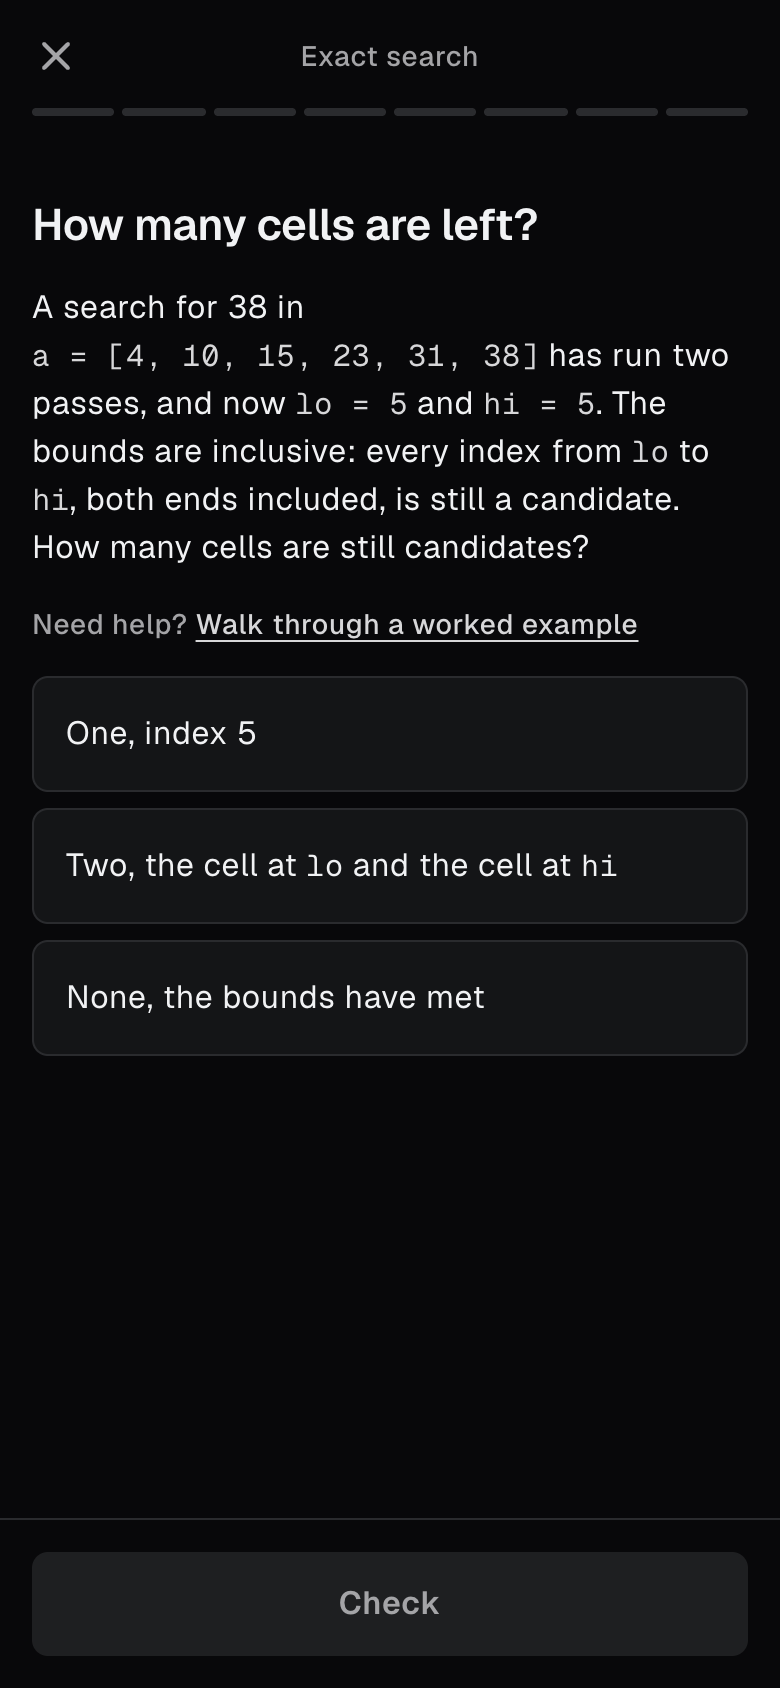 Exact search
How many cells are left?
A search for 38 in
a = [4, 10, 15, 23, 31, 38] has run two
passes, and now lo = 5 and hi = 5. The
bounds are inclusive: every index from lo to
hi, both ends included, is still a candidate.
How many cells are still candidates?
Need help? Walk through a worked example
One, index 5
Two, the cell at lo and the cell at hi
None, the bounds have met
Check